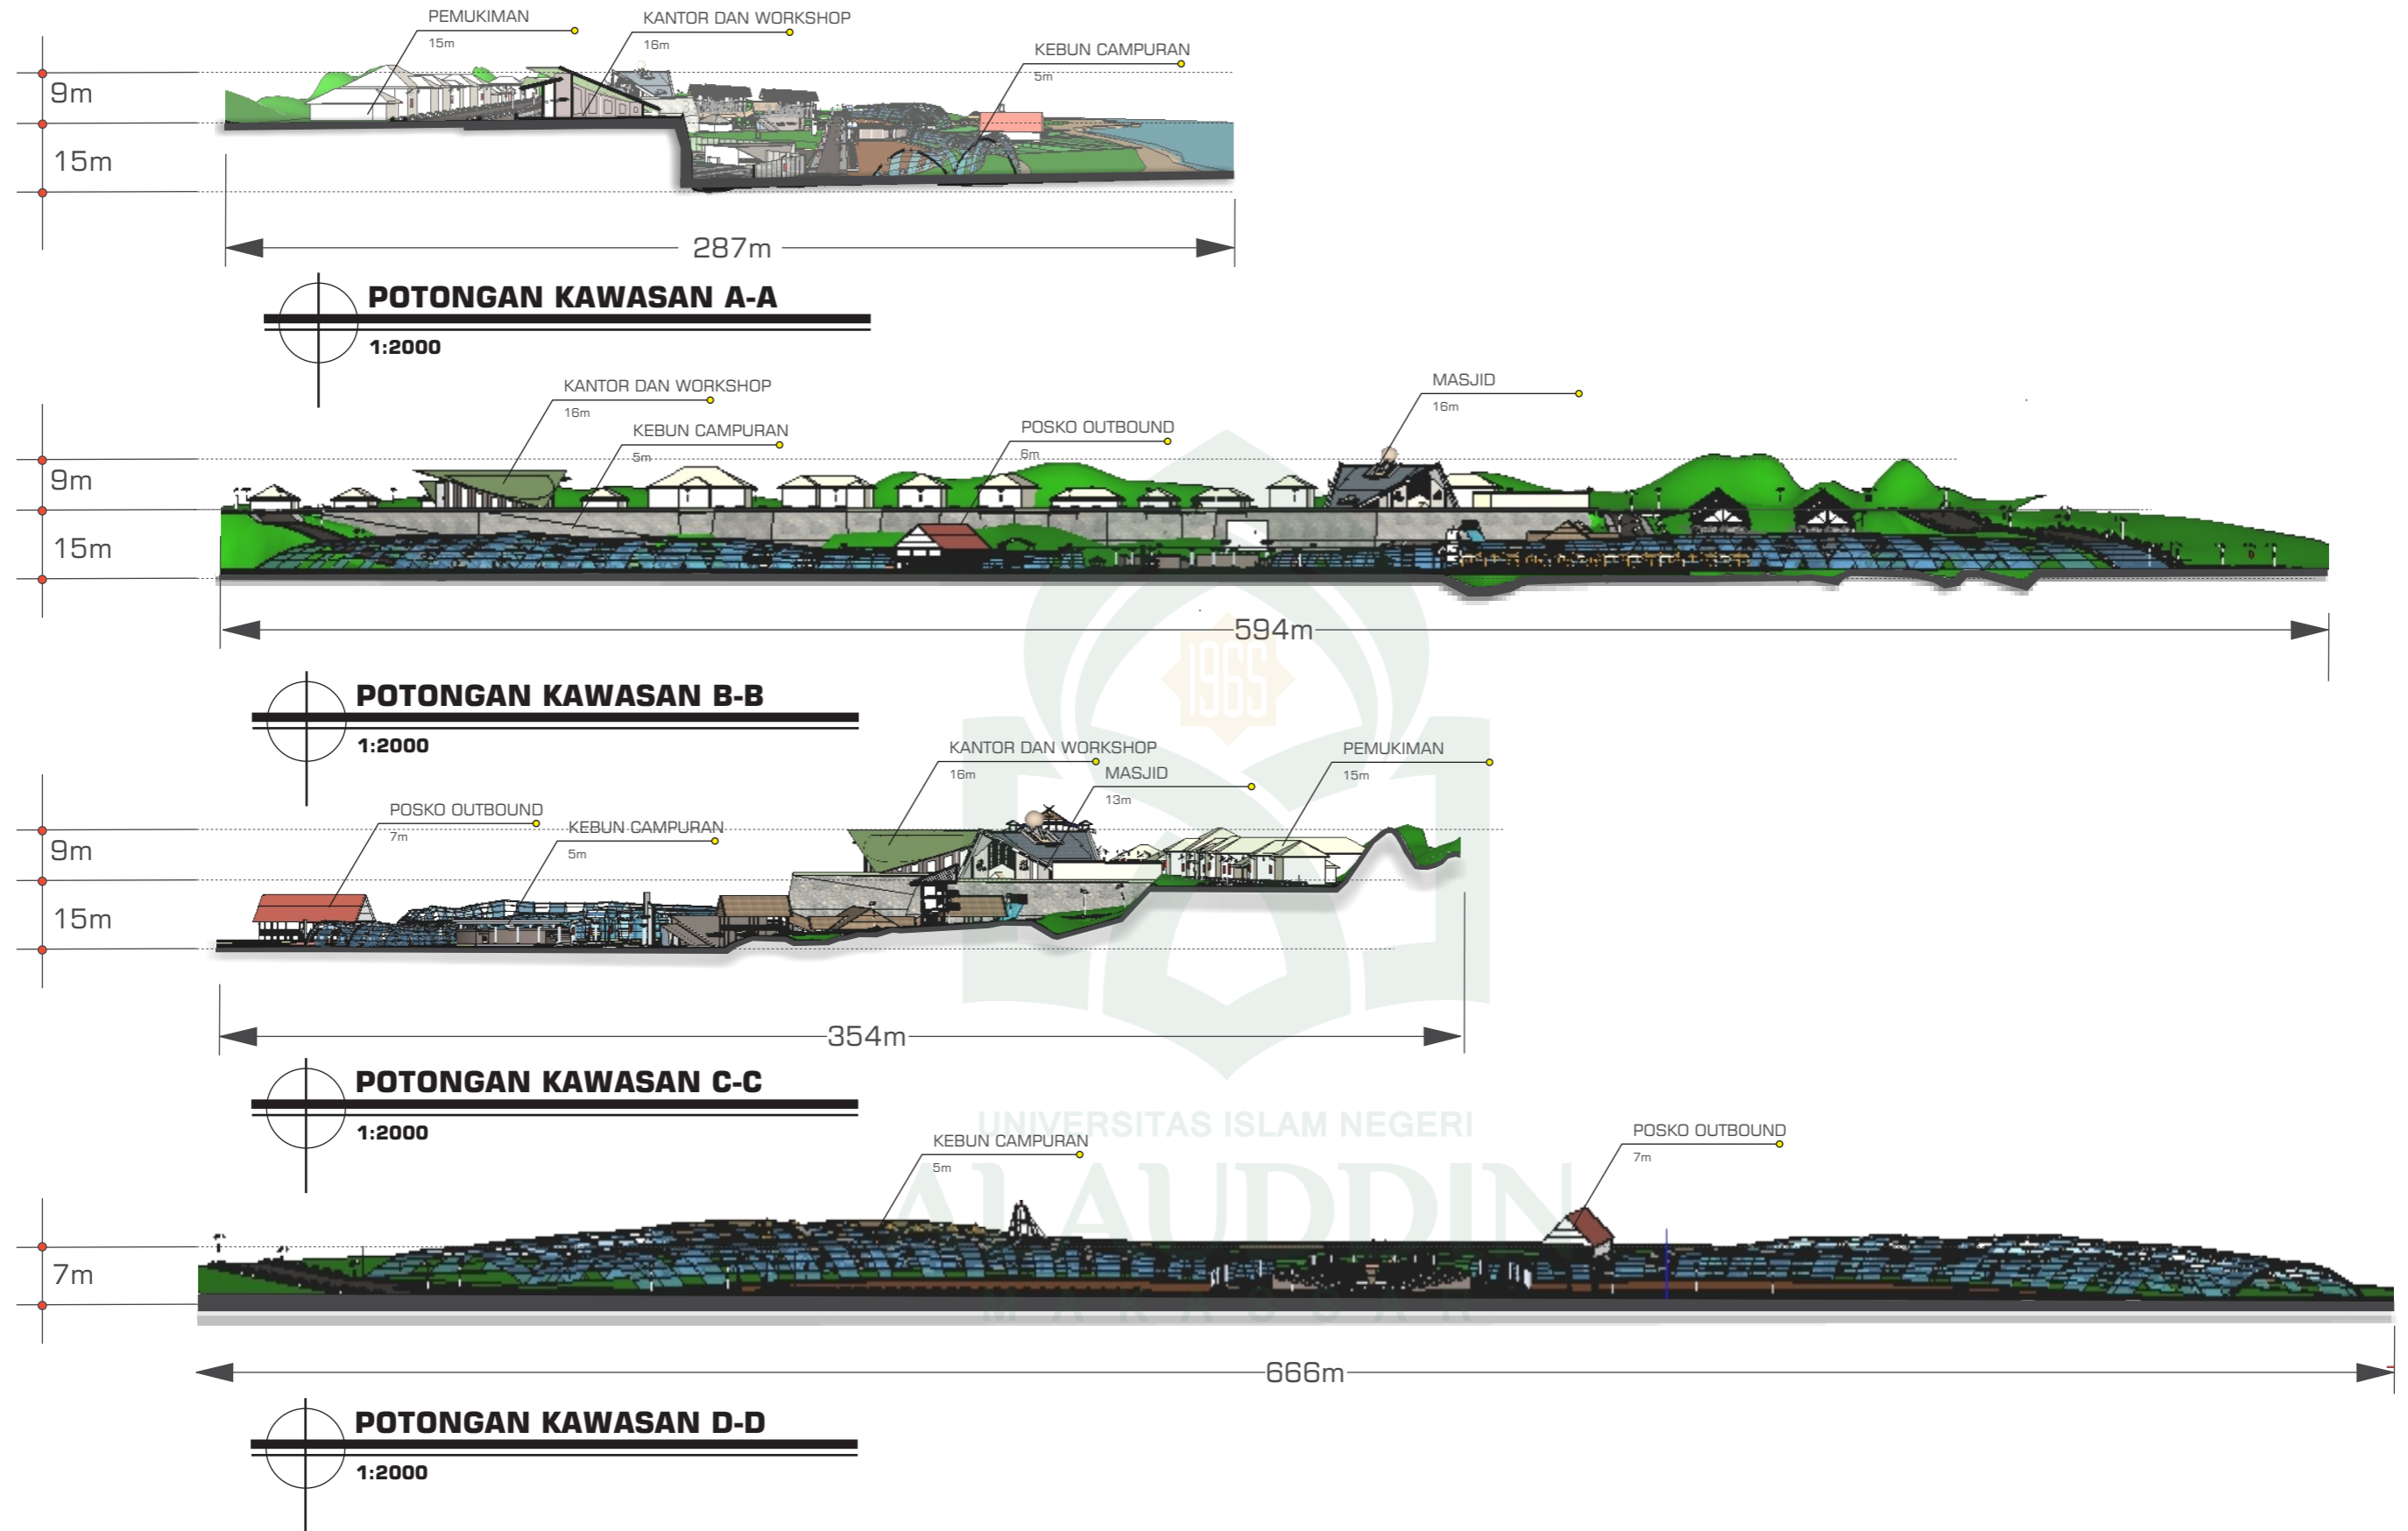 PEMUKIMAN
15m
KANTOR DAN WORKSHOP
16m
KEBUN CAMPURAN
5m
9m
15m
287m
POTONGAN KAWASAN A-A
1:2000
KANTOR DAN WORKSHOP
16m
KEBUN CAMPURAN
5m
POSKO OUTBOUND
6m
MASJID
16m
9m
15m
594m
1965
POTONGAN KAWASAN B-B
1:2000
KANTOR DAN WORKSHOP
16m
MASJID
13m
PEMUKIMAN
15m
POSKO OUTBOUND
7m
KEBUN CAMPURAN
5m
9m
15m
354m
POTONGAN KAWASAN C-C
1:2000
UNIVERSITAS ISLAM NEGERI
ALAUDDIN
MAKASSAR
KEBUN CAMPURAN
5m
POSKO OUTBOUND
7m
7m
666m
POTONGAN KAWASAN D-D
1:2000